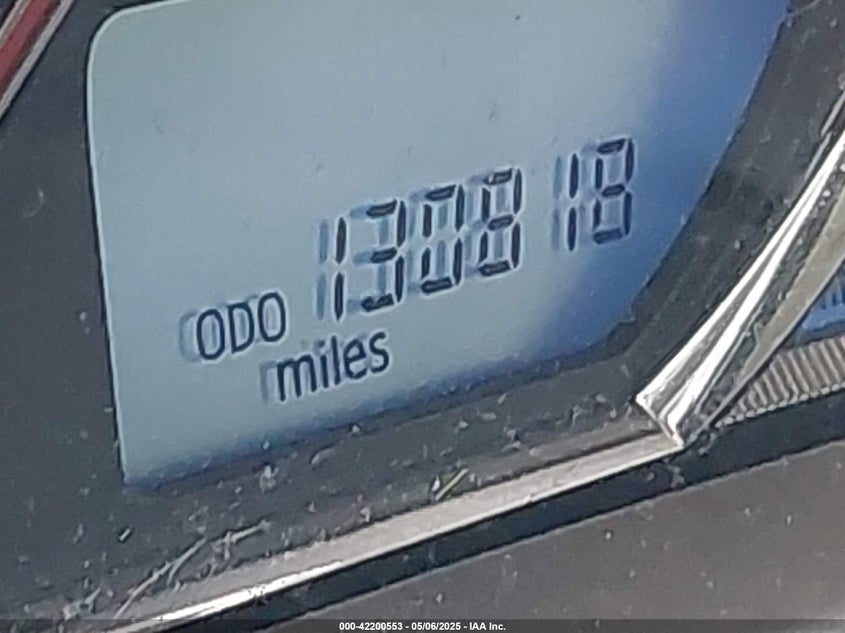 130818
ODO
miles
000-42200553 - 05/06/2025 - IAA Inc.